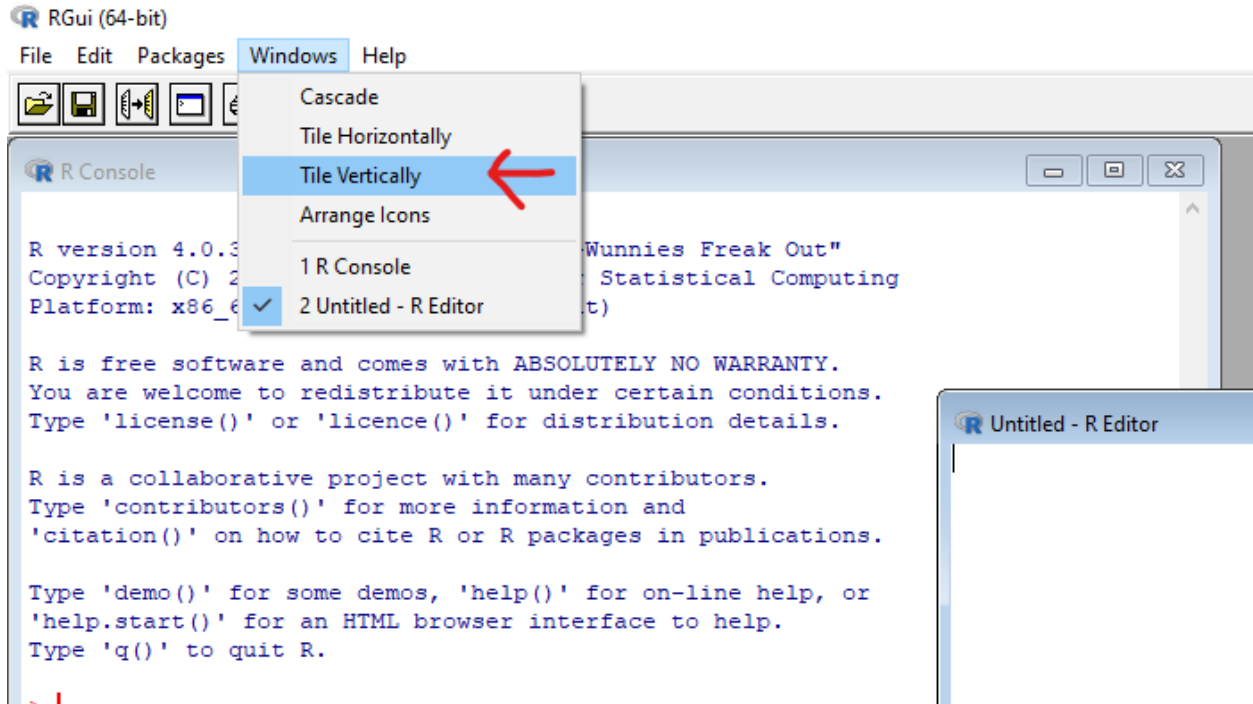 RGui (64-bit)
File Edit Packages Windows Help
Cascade
Tile Horizontally
Tile Vertically
Arrange Icons
1 R Console
2 Untitled - R Editor
R Console
R version 4.0.3 Wunnies Freak Out"
Copyright (C) 2 Statistical Computing
Platform: x86_6 t)
R is free software and comes with ABSOLUTELY NO WARRANTY.
You are welcome to redistribute it under certain conditions.
Type 'license()' or 'licence()' for distribution details.
R is a collaborative project with many contributors.
Type 'contributors()' for more information and
'citation()' on how to cite R or R packages in publications.
Type 'demo()' for some demos, 'help()' for on-line help, or
'help.start()' for an HTML browser interface to help.
Type 'q()' to quit R.
>
Untitled - R Editor